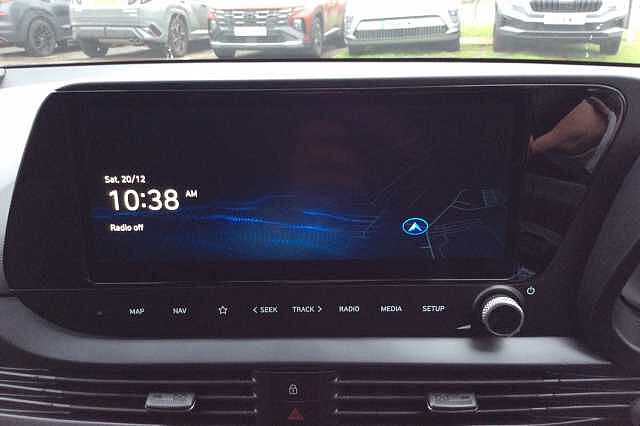 Sat, 20/12
10:38 AM
Radio off
MAP NAV ☆ < SEEK TRACK > RADIO MEDIA SETUP